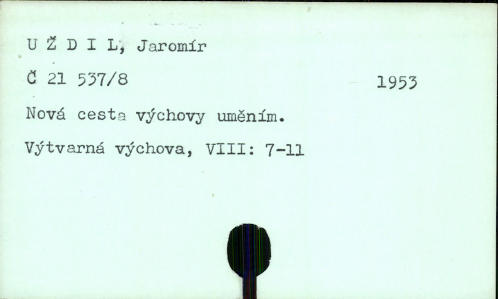 U Ž D I L, Jaromír
Č 21 537/8 1953
Nová cesta výchovy uměním.
Výtvarná výchova, VIII: 7-11